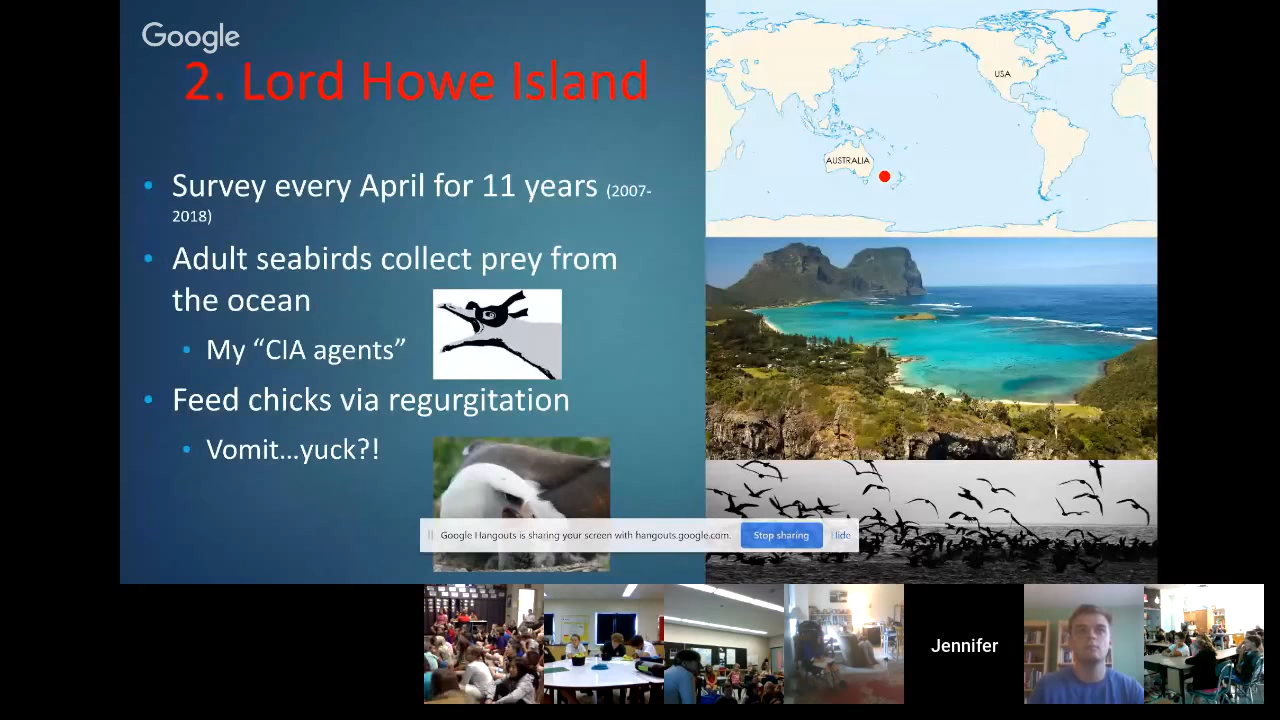 Google
2. Lord Howe Island
• Survey every April for 11 years (2007-
2018)
• Adult seabirds collect prey from
the ocean
• My “CIA agents”
• Feed chicks via regurgitation
• Vomit...yuck?!
USA
AUSTRALIA
Google Hangouts is sharing your screen with hangouts.google.com.
Stop sharing
Hide
Jennifer